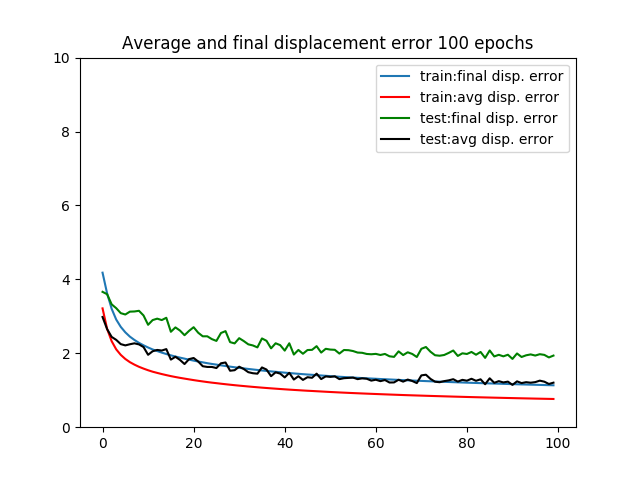 Average and final displacement error 100 epochs
train:final disp. error
train:avg disp. error
test:final disp. error
test:avg disp. error
10
8
6
4
2
0
0 20 40 60 80 100